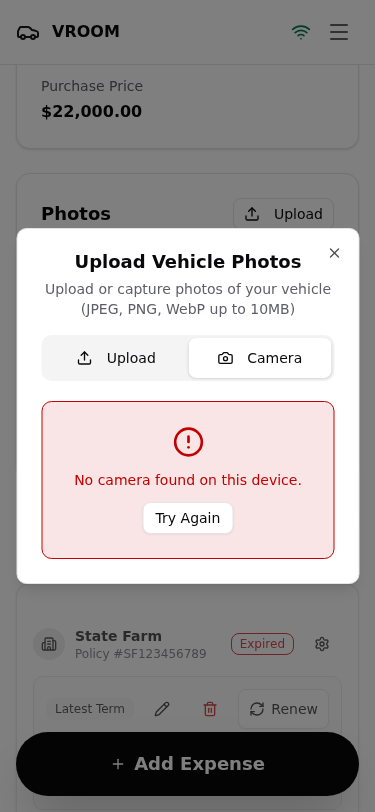 VROOM
Purchase Price
$22,000.00
Photos
Upload
Upload Vehicle Photos
Upload or capture photos of your vehicle
(JPEG, PNG, WebP up to 10MB)
Upload
Camera
No camera found on this device.
Try Again
State Farm
Policy #SF123456789
Expired
Latest Term
Renew
+ Add Expense